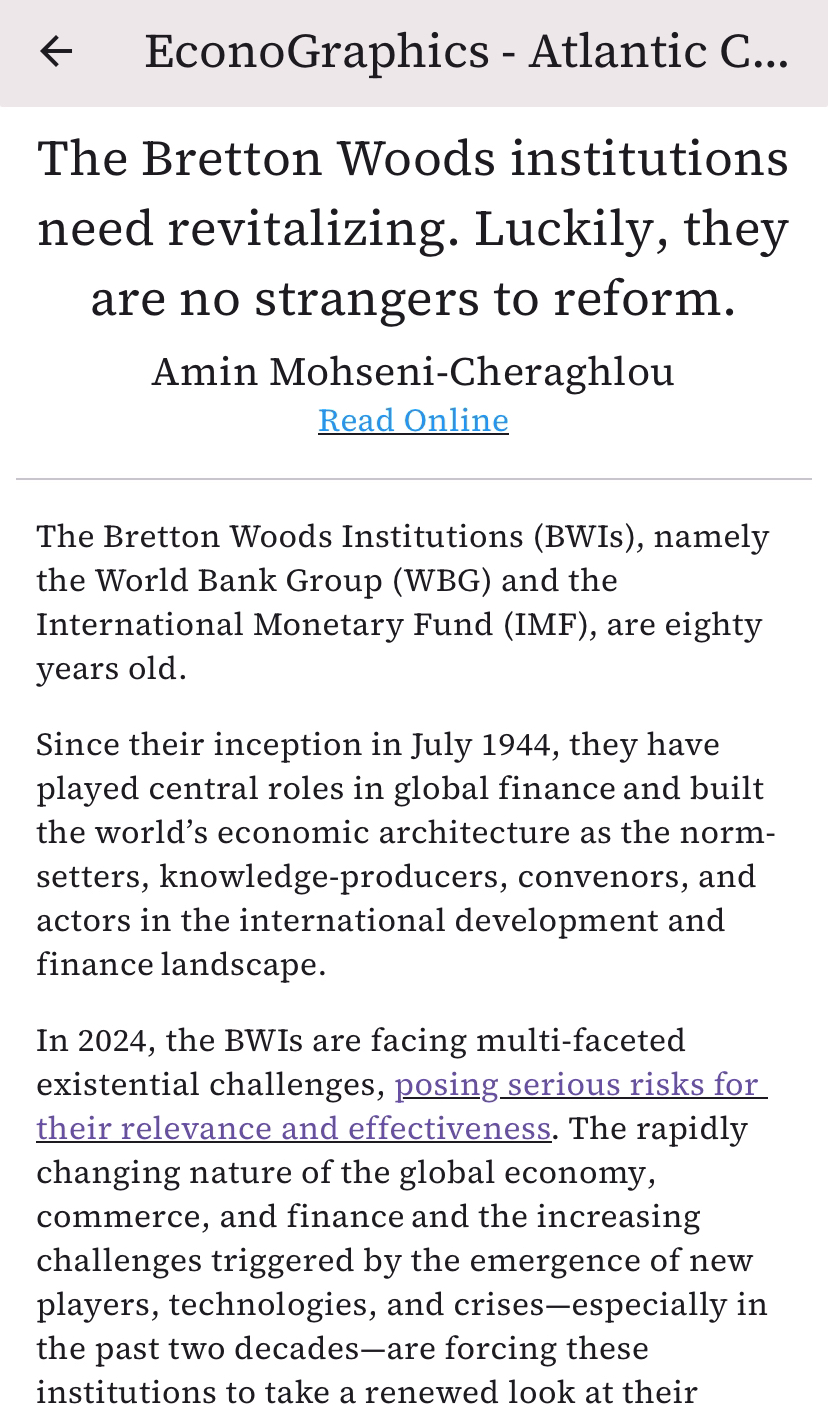 EconoGraphics - Atlantic C...
The Bretton Woods institutions
need revitalizing. Luckily, they
are no strangers to reform.
Amin Mohseni-Cheraghlou
Read Online
The Bretton Woods Institutions (BWIs), namely
the World Bank Group (WBG) and the
International Monetary Fund (IMF), are eighty
years old.
Since their inception in July 1944, they have
played central roles in global finance and built
the world’s economic architecture as the norm-
setters, knowledge-producers, convenors, and
actors in the international development and
finance landscape.
In 2024, the BWIs are facing multi-faceted
existential challenges, posing serious risks for
their relevance and effectiveness. The rapidly
changing nature of the global economy,
commerce, and finance and the increasing
challenges triggered by the emergence of new
players, technologies, and crises—especially in
the past two decades—are forcing these
institutions to take a renewed look at their